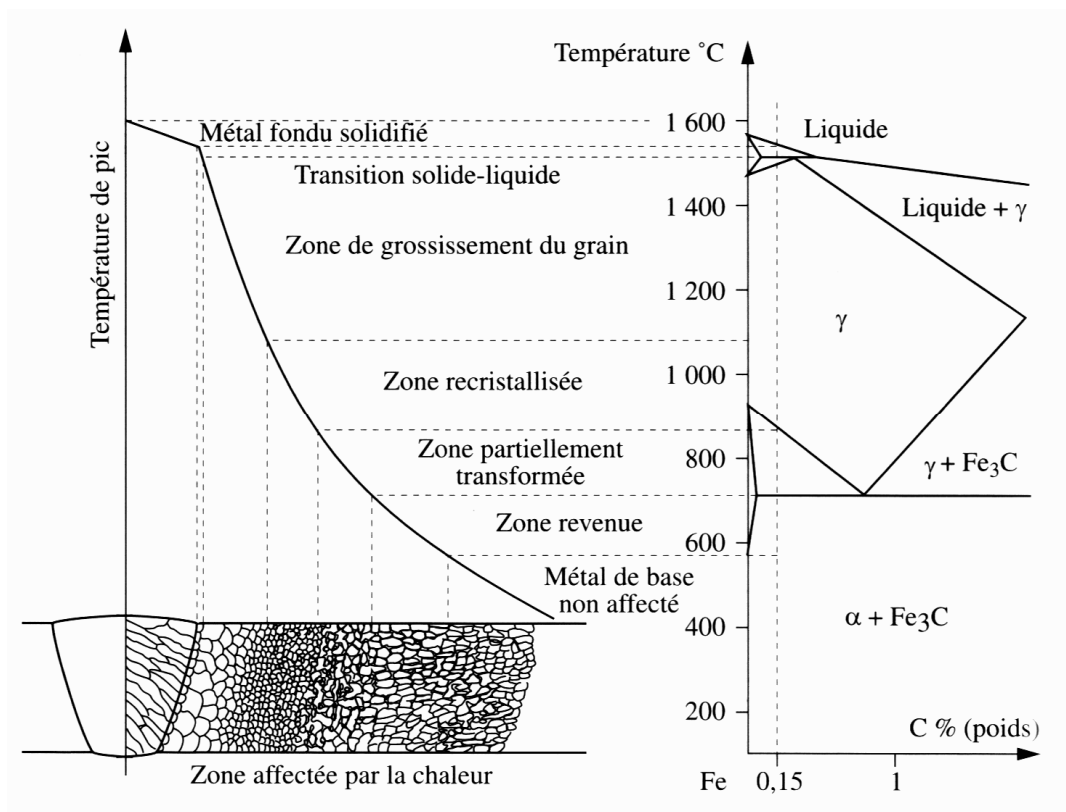 Température ˚C
Température de pic
Métal fondu solidifié
Transition solide-liquide
Zone de grossissement du grain
Zone recristallisée
Zone partiellement
transformée
Zone revenue
Métal de base
non affecté
Zone affectée par la chaleur
1 600
1 400
1 200
1 000
800
600
400
200
Liquide
Liquide + γ
γ
γ + Fe3C
α + Fe3C
C % (poids)
Fe
0,15
1